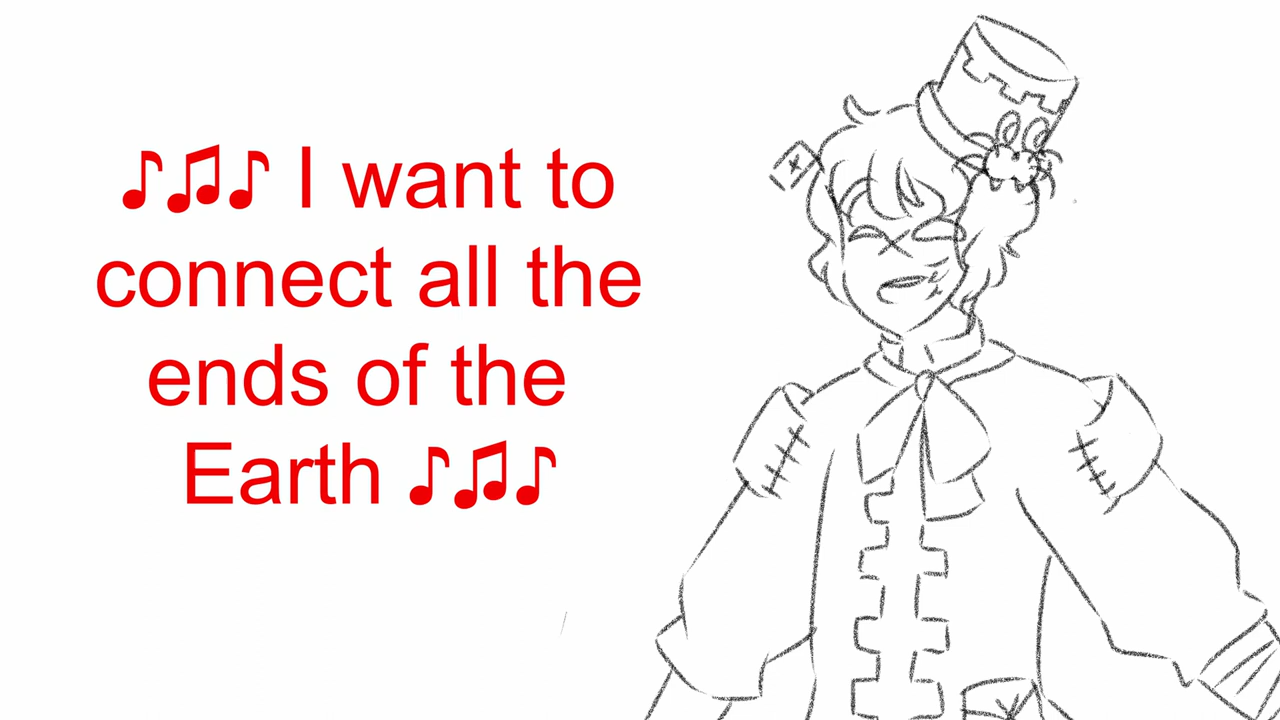 ♪♫♪ I want to
connect all the
ends of the
Earth ♪♫♪